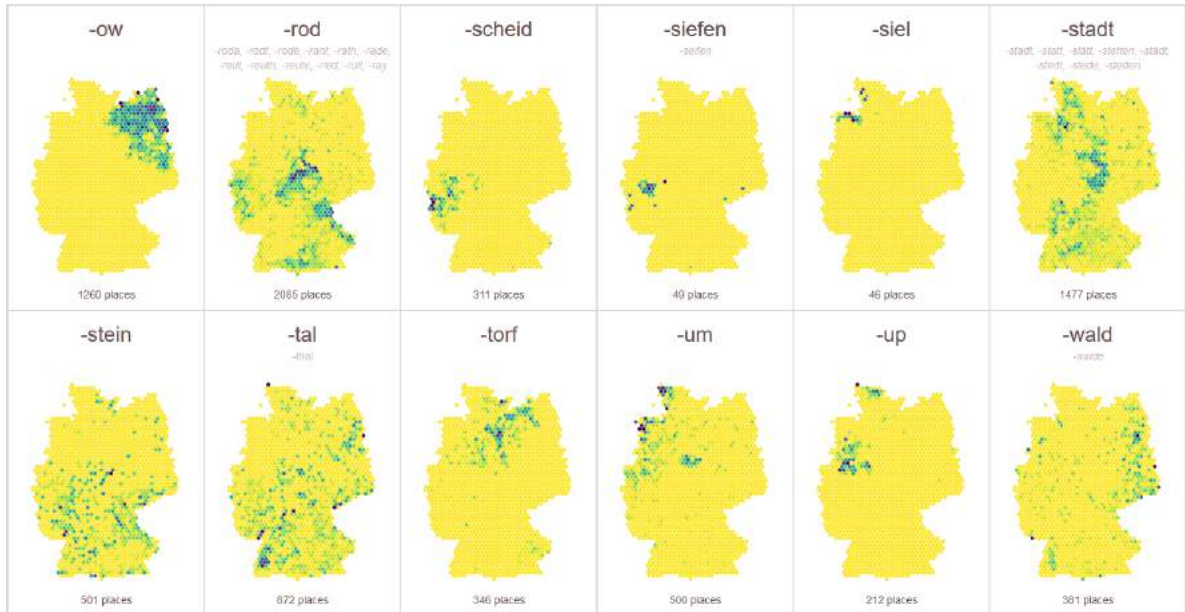 -ow
-rod
-roda, -rodt, -rode, -rath, -rade,
-reut, -reuth, -reute, -ried, -rüt, -ray
-scheid
-siefen
-seifen
-siel
-stadt
-stadt, -statt, -stätt, -stetten, -städt,
-stedt, -stede, -steden
1260 places
2085 places
311 places
49 places
46 places
1477 places
-stein
-tal
-thal
-torf
-um
-up
-wald
-walde
501 places
872 places
346 places
500 places
212 places
381 places